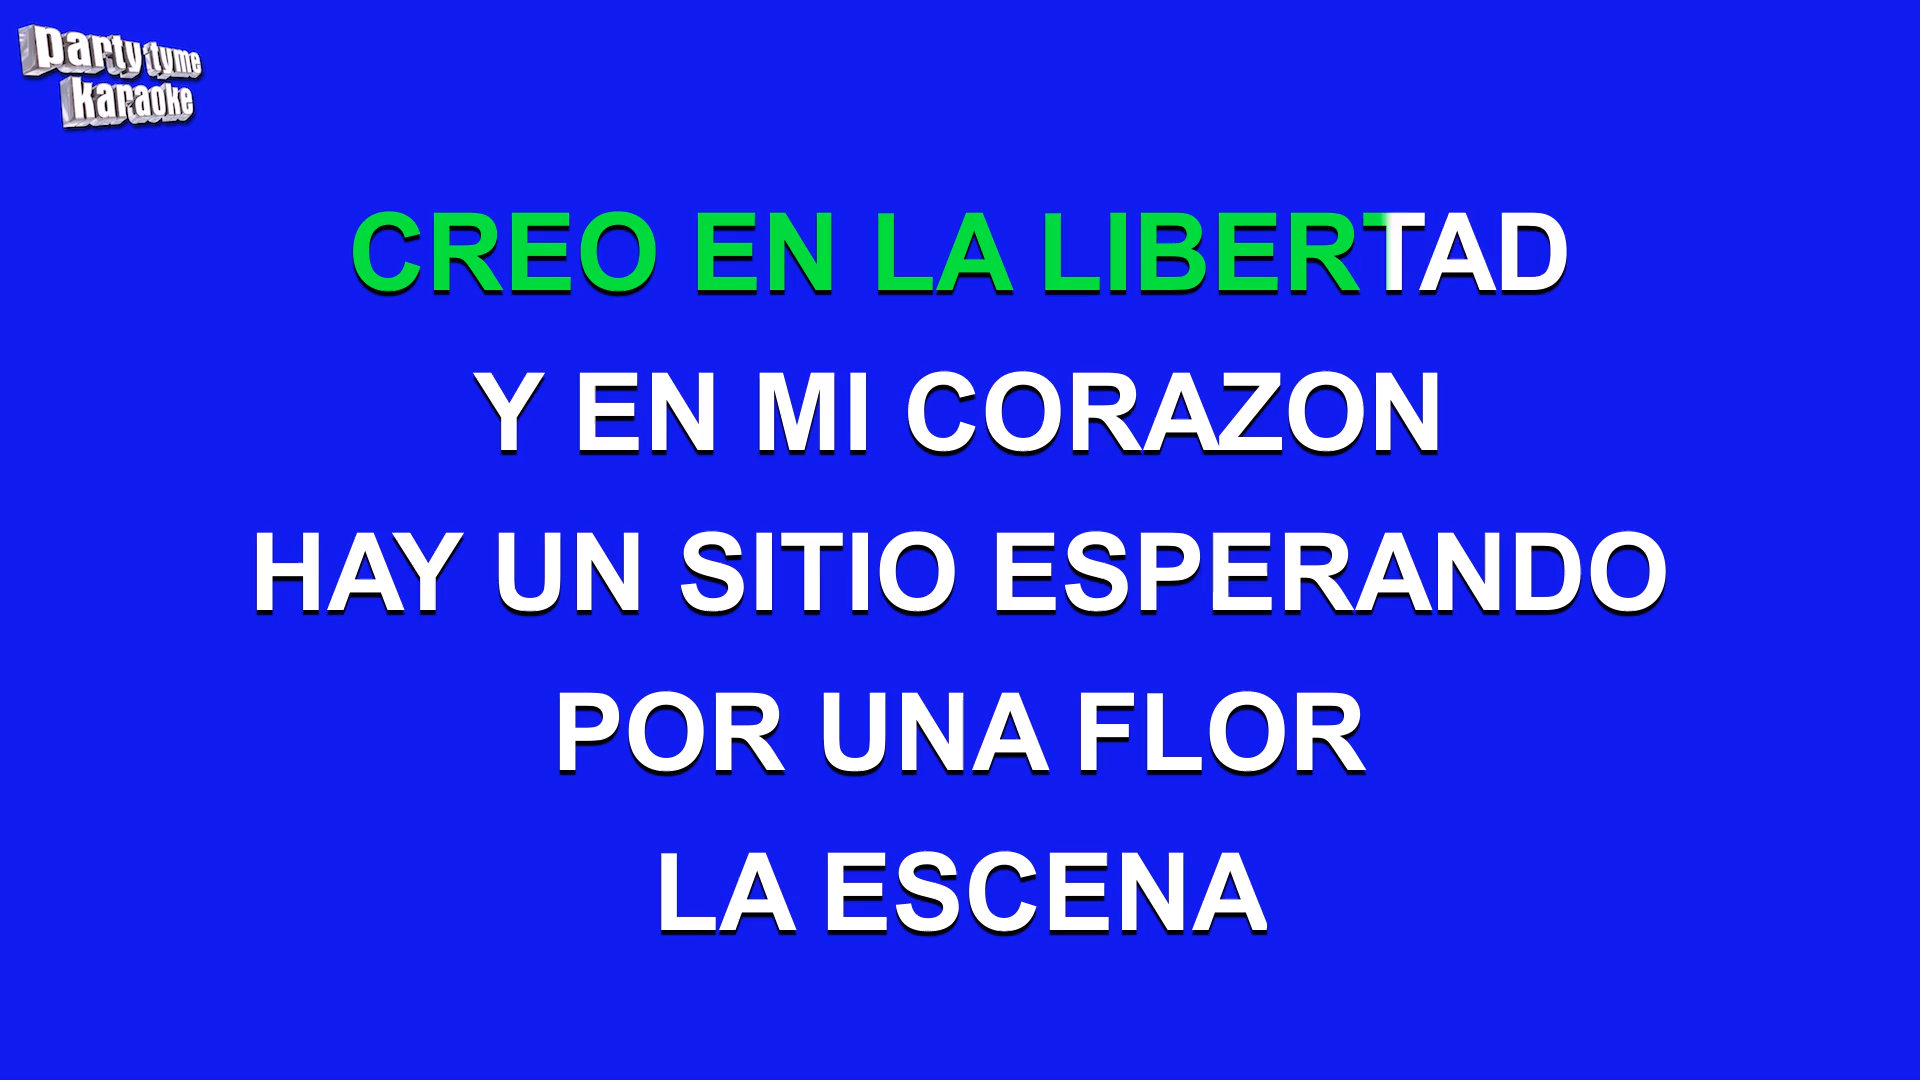 party tyme
karaoke
CREO EN LA LIBERTAD
Y EN MI CORAZON
HAY UN SITIO ESPERANDO
POR UNA FLOR
LA ESCENA